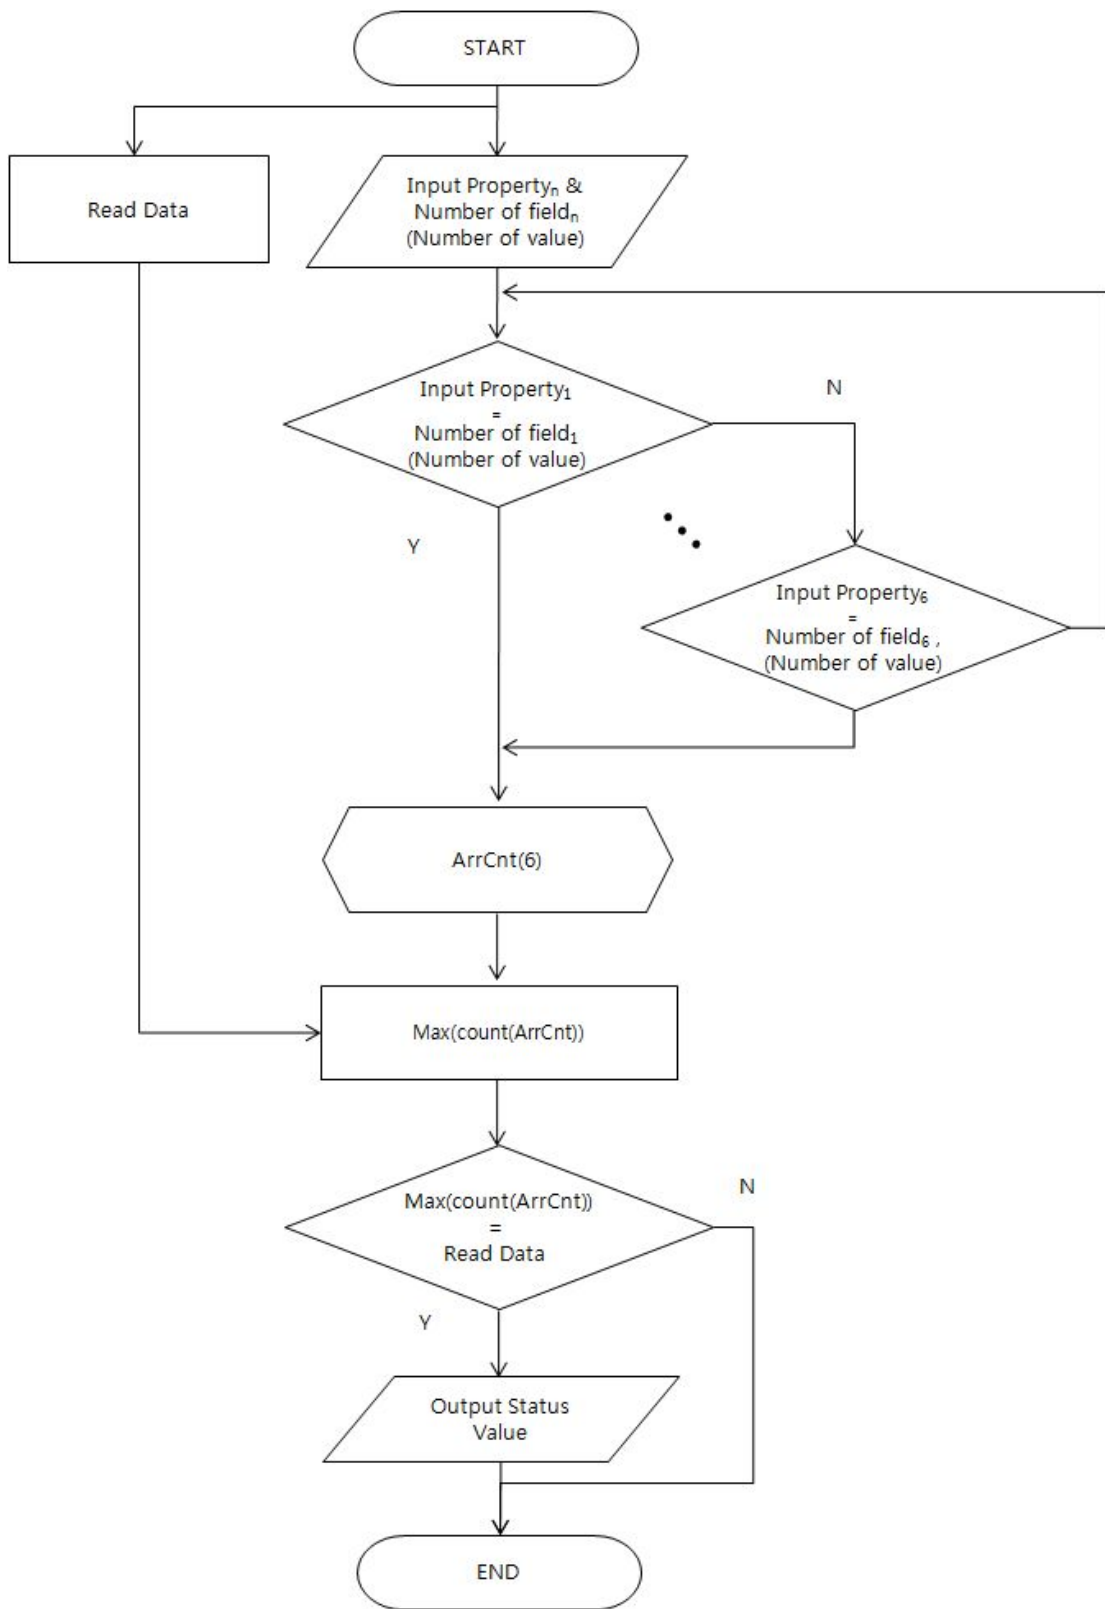 START
Read Data
Input Propertyₙ &
Number of fieldₙ
(Number of value)
Input Property₁
=
Number of field₁
(Number of value)
N
Y
Input Property₆
=
Number of field₆ ,
(Number of value)
ArrCnt(6)
Max(count(ArrCnt))
Max(count(ArrCnt))
=
Read Data
N
Y
Output Status
Value
END